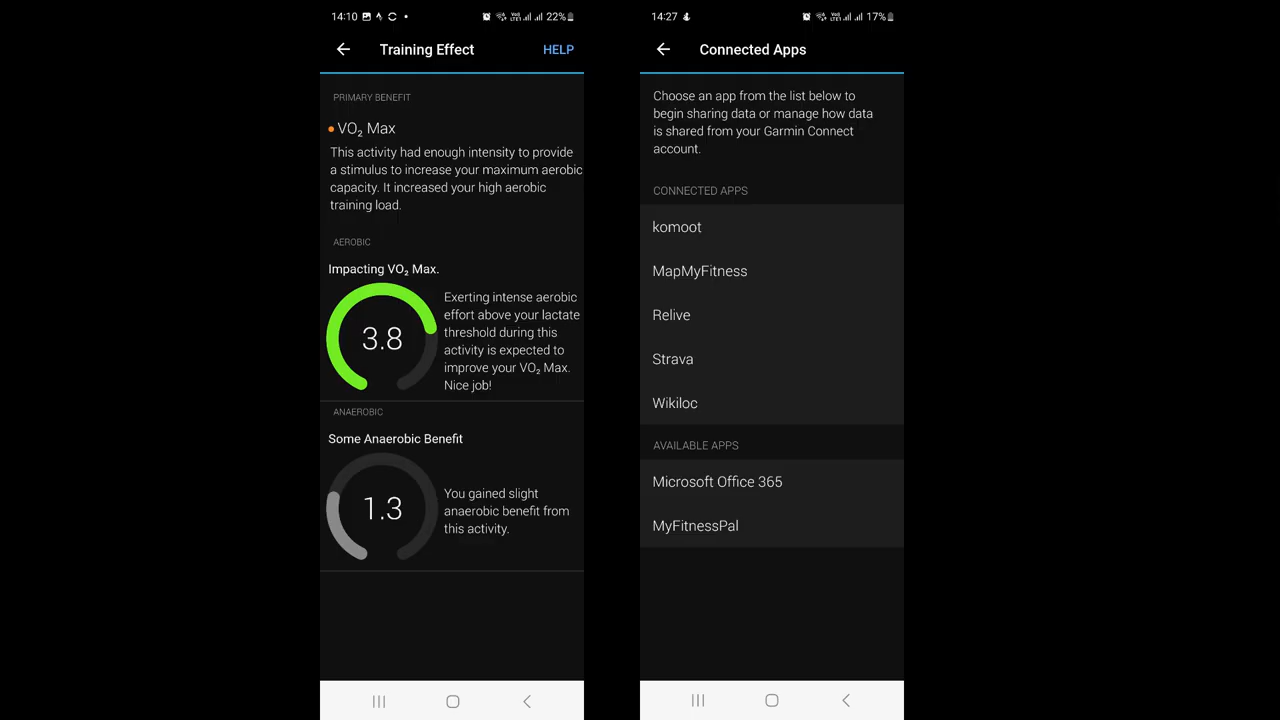 14:10
22%
Training Effect
HELP
PRIMARY BENEFIT
VO₂ Max
This activity had enough intensity to provide
a stimulus to increase your maximum aerobic
capacity. It increased your high aerobic
training load.
AEROBIC
Impacting VO₂ Max.
3.8
Exerting intense aerobic
effort above your lactate
threshold during this
activity is expected to
improve your VO₂ Max.
Nice job!
ANAEROBIC
Some Anaerobic Benefit
1.3
You gained slight
anaerobic benefit from
this activity.
14:27
17%
Connected Apps
Choose an app from the list below to
begin sharing data or manage how data
is shared from your Garmin Connect
account.
CONNECTED APPS
komoot
MapMyFitness
Relive
Strava
Wikiloc
AVAILABLE APPS
Microsoft Office 365
MyFitnessPal